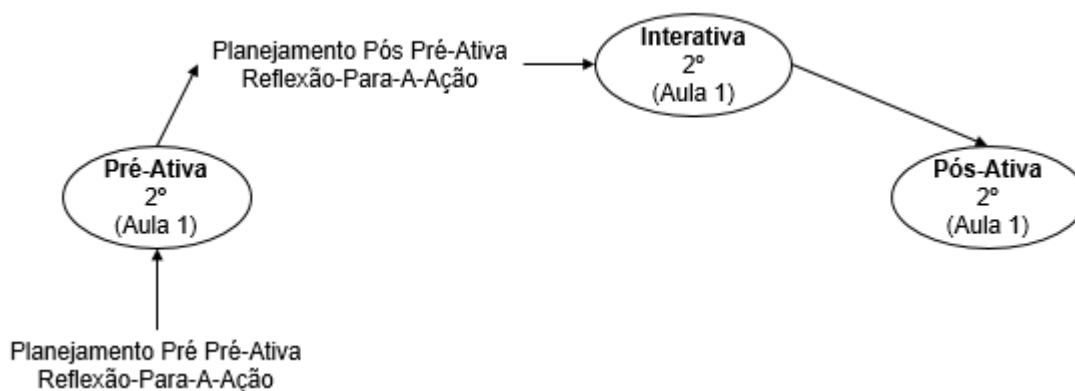 Planejamento Pós Pré-Ativa
Reflexão-Para-A-Ação
Interativa
2º
(Aula 1)
Pré-Ativa
2º
(Aula 1)
Pós-Ativa
2º
(Aula 1)
Planejamento Pré Pré-Ativa
Reflexão-Para-A-Ação